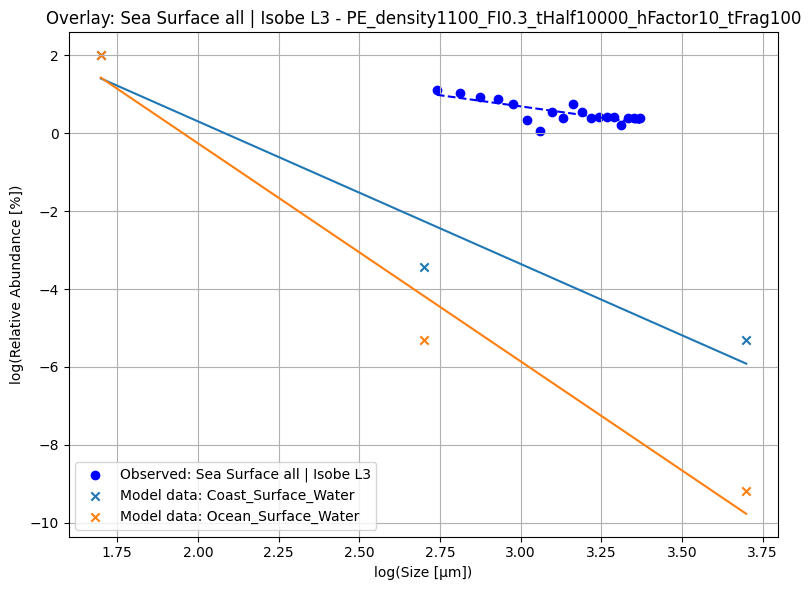 Overlay: Sea Surface all | Isobe L3 - PE_density1100_FI0.3_tHalf10000_hFactor10_tFrag100
log(Relative Abundance [%])
2
0
−2
−4
−6
−8
−10
Observed: Sea Surface all | Isobe L3
Model data: Coast_Surface_Water
Model data: Ocean_Surface_Water
1.75 2.00 2.25 2.50 2.75 3.00 3.25 3.50 3.75
log(Size [μm])